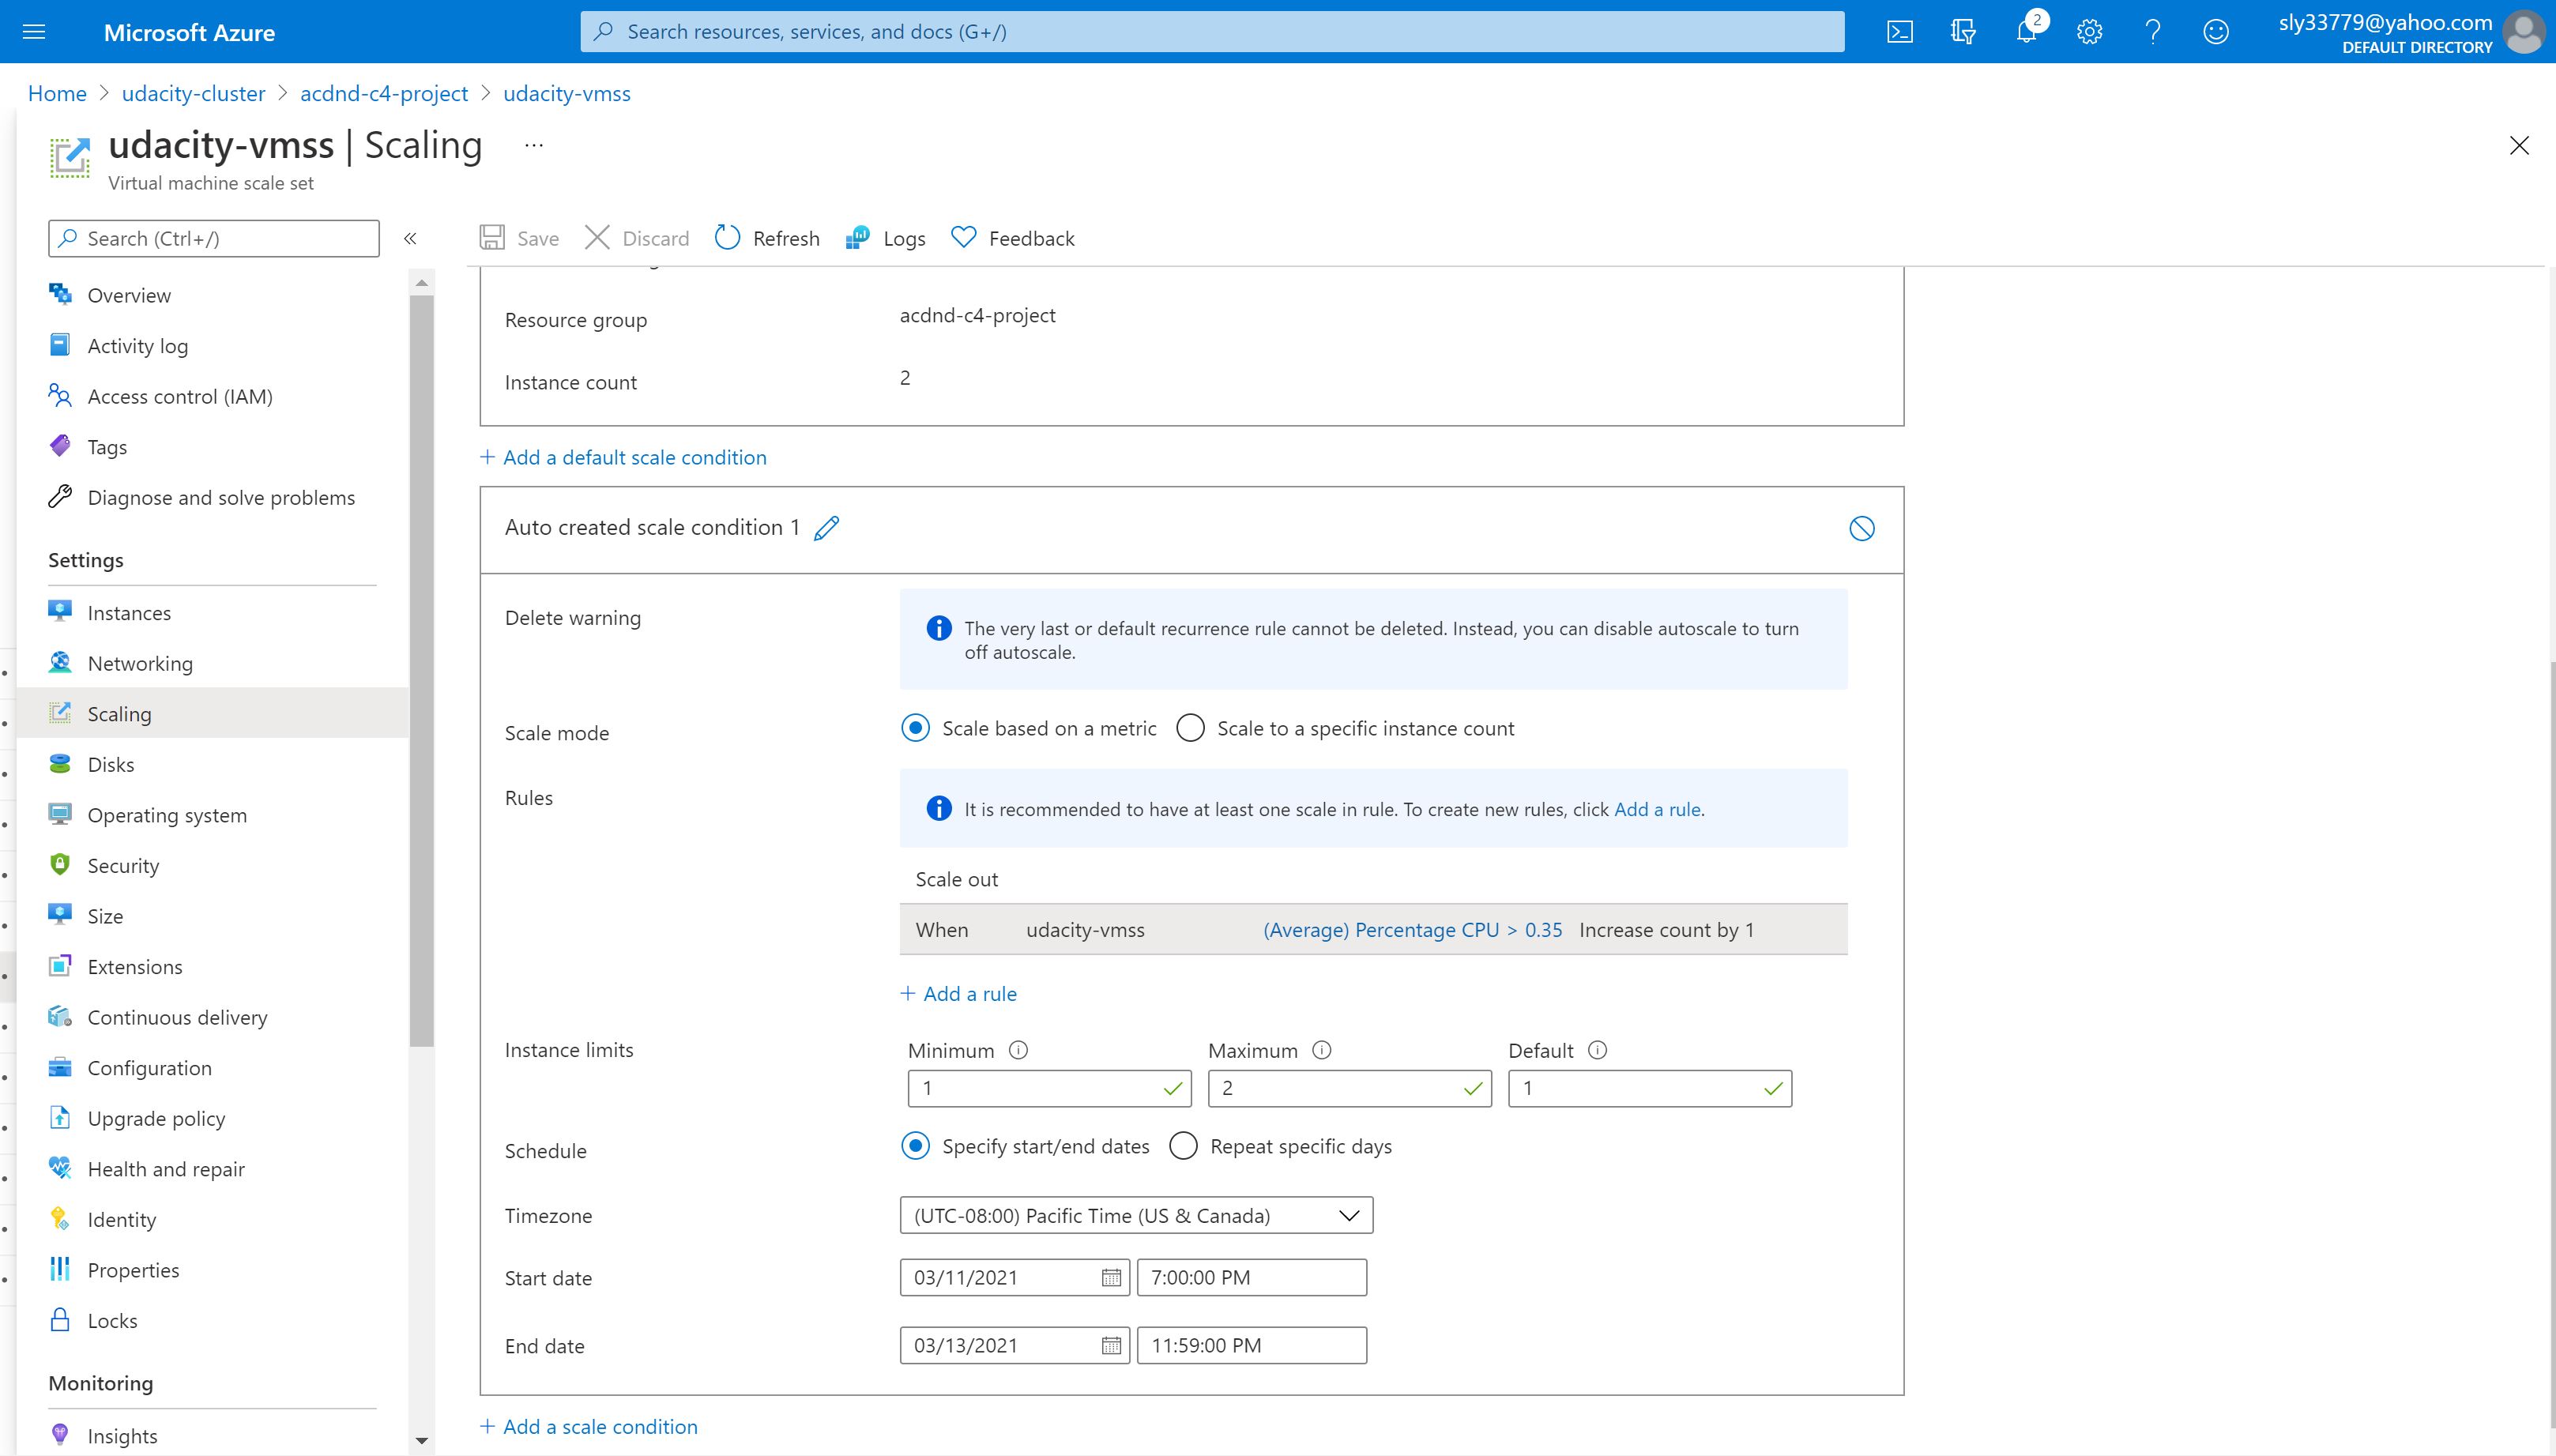 Microsoft Azure
Search resources, services, and docs (G+/)
2
sly33779@yahoo.com
DEFAULT DIRECTORY
Home > udacity-cluster > acdnd-c4-project > udacity-vmss
udacity-vmss | Scaling ...
Virtual machine scale set
Search (Ctrl+/)
«
Overview
Activity log
Access control (IAM)
Tags
Diagnose and solve problems
Settings
Instances
Networking
Scaling
Disks
Operating system
Security
Size
Extensions
Continuous delivery
Configuration
Upgrade policy
Health and repair
Identity
Properties
Locks
Monitoring
Insights
Save Discard Refresh Logs Feedback
Resource group acdnd-c4-project
Instance count 2
+ Add a default scale condition
Auto created scale condition 1
Delete warning
The very last or default recurrence rule cannot be deleted. Instead, you can disable autoscale to turn
off autoscale.
Scale mode Scale based on a metric Scale to a specific instance count
Rules
It is recommended to have at least one scale in rule. To create new rules, click Add a rule.
Scale out
When udacity-vmss (Average) Percentage CPU > 0.35 Increase count by 1
+ Add a rule
Instance limits Minimum Maximum Default
1 2 1
Schedule Specify start/end dates Repeat specific days
Timezone (UTC-08:00) Pacific Time (US & Canada)
Start date 03/11/2021 7:00:00 PM
End date 03/13/2021 11:59:00 PM
+ Add a scale condition